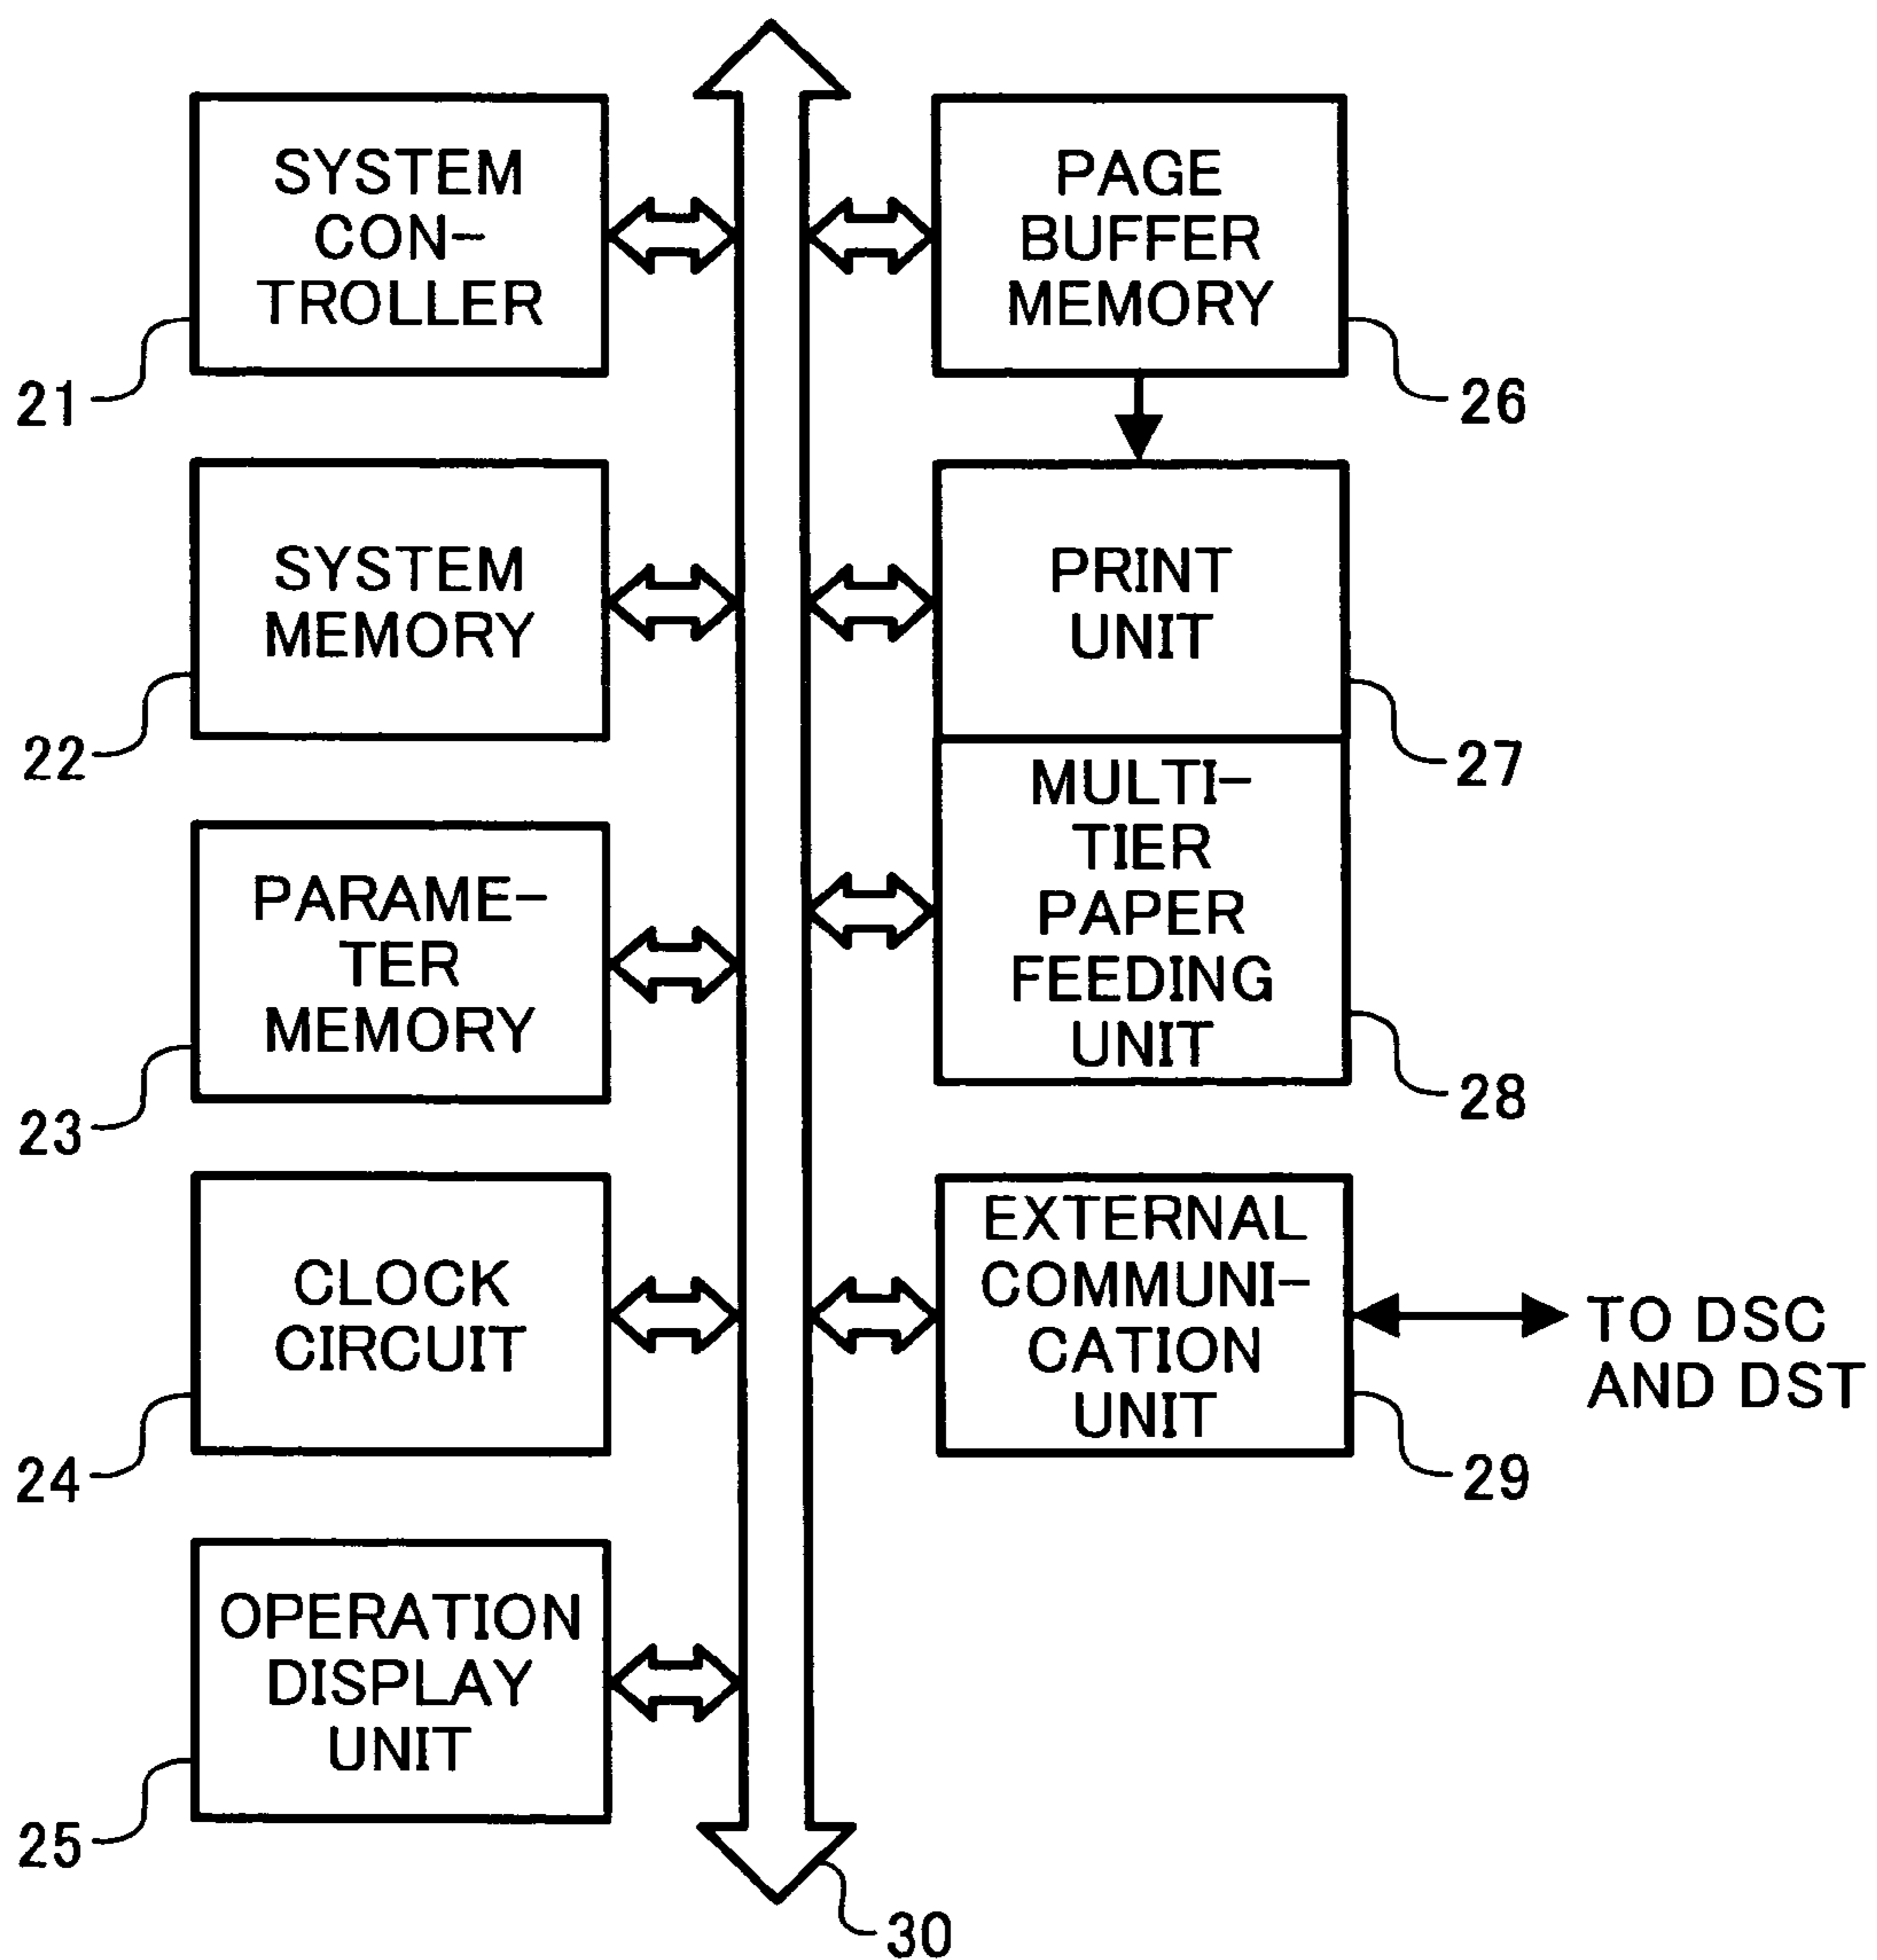 SYSTEM
CON-
TROLLER
21
SYSTEM
MEMORY
22
PARAME-
TER
MEMORY
23
CLOCK
CIRCUIT
24
OPERATION
DISPLAY
UNIT
25
PAGE
BUFFER
MEMORY
26
PRINT
UNIT
27
MULTI-
TIER
PAPER
FEEDING
UNIT
28
EXTERNAL
COMMUNI-
CATION
UNIT
29
TO DSC
AND DST
30